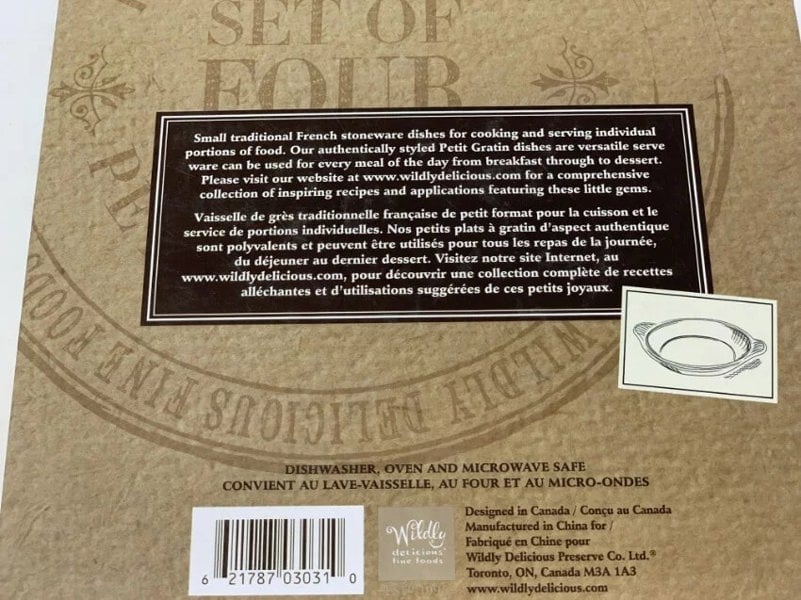 SET OF
FOUR
PE
Small traditional French stoneware dishes for cooking and serving individual
portions of food. Our authentically styled Petit Gratin dishes are versatile serve
ware can be used for every meal of the day from breakfast through to dessert.
Please visit our website at www.wildlydelicious.com for a comprehensive
collection of inspiring recipes and applications featuring these little gems.
Vaisselle de grès traditionnelle française de petit format pour la cuisson et le
service de portions individuelles. Nos petits plats à gratin d'aspect authentique
sont polyvalents et peuvent être utilisés pour tous les repas de la journée,
du déjeuner au dernier dessert. Visitez notre site Internet, au
www.wildlydelicious.com, pour découvrir une collection complète de recettes
alléchantes et d'utilisations suggérées de ces petits joyaux.
WILDLY DELICIOUS FINE FOODS
DISHWASHER, OVEN AND MICROWAVE SAFE
CONVIENT AU LAVE-VAISSELLE, AU FOUR ET AU MICRO-ONDES
6 21787 03031 0
Wildly
delicious
fine foods
Designed in Canada / Conçu au Canada
Manufactured in China for /
Fabriqué en Chine pour
Wildly Delicious Preserve Co. Ltd.®
Toronto, ON, Canada M3A 1A3
www.wildlydelicious.com